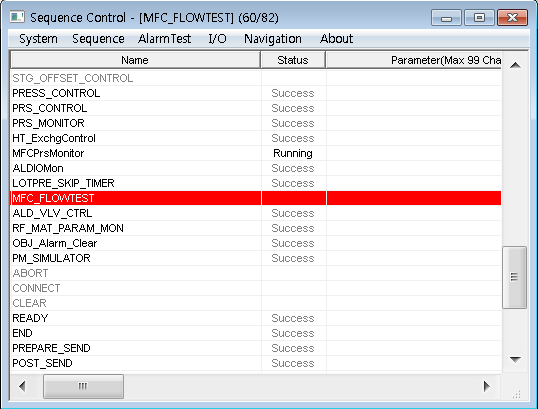 Sequence Control - [MFC_FLOWTEST] (60/82)
System Sequence AlarmTest I/O Navigation About
Name Status Parameter(Max 99 Cha
STG_OFFSET_CONTROL
PRESS_CONTROL Success
PRS_CONTROL Success
PRS_MONITOR Success
HT_ExchgControl Success
MFCPrsMonitor Running
ALDIOMon Success
LOTPRE_SKIP_TIMER Success
MFC_FLOWTEST
ALD_VLV_CTRL Success
RF_MAT_PARAM_MON Success
OBJ_Alarm_Clear Success
PM_SIMULATOR Success
ABORT
CONNECT
CLEAR
READY Success
END Success
PREPARE_SEND Success
POST_SEND Success